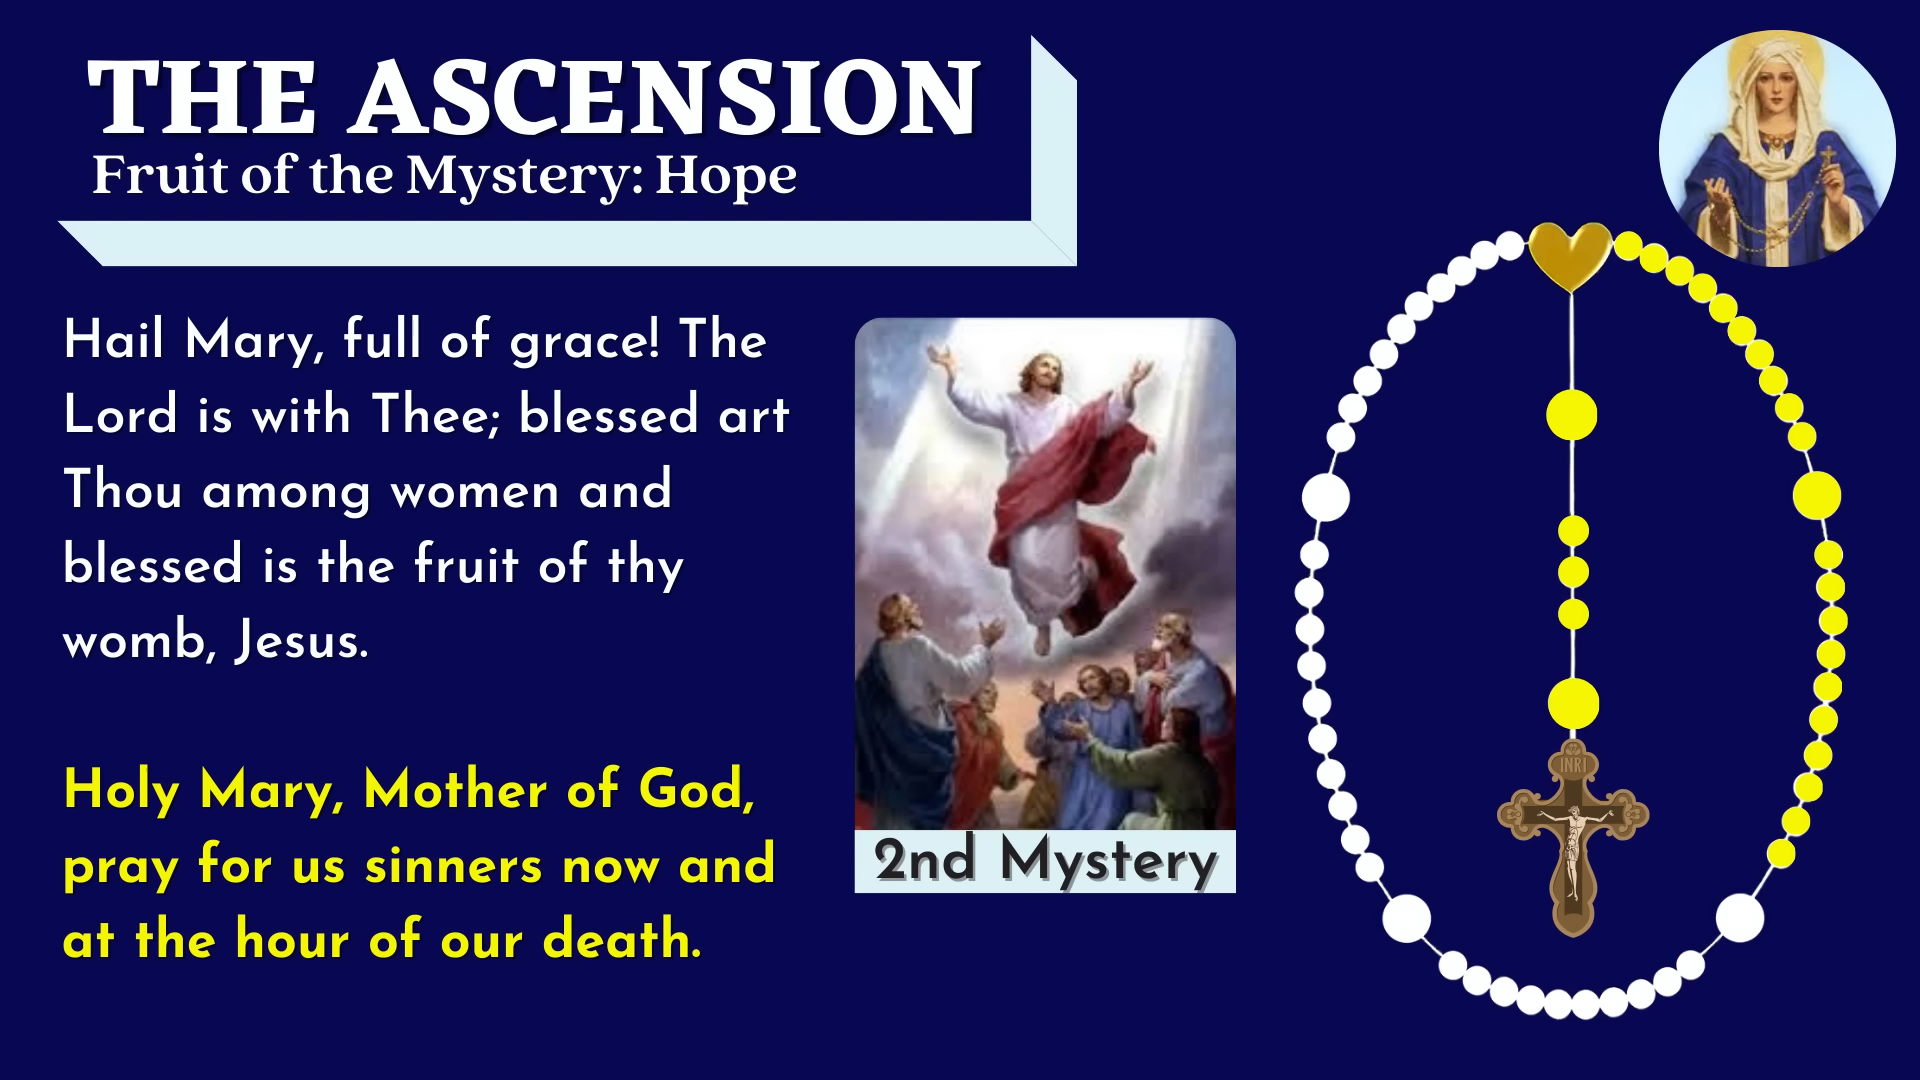 THE ASCENSION
Fruit of the Mystery: Hope
Hail Mary, full of grace! The
Lord is with Thee; blessed art
Thou among women and
blessed is the fruit of thy
womb, Jesus.
Holy Mary, Mother of God,
pray for us sinners now and
at the hour of our death.
2nd Mystery
INRI